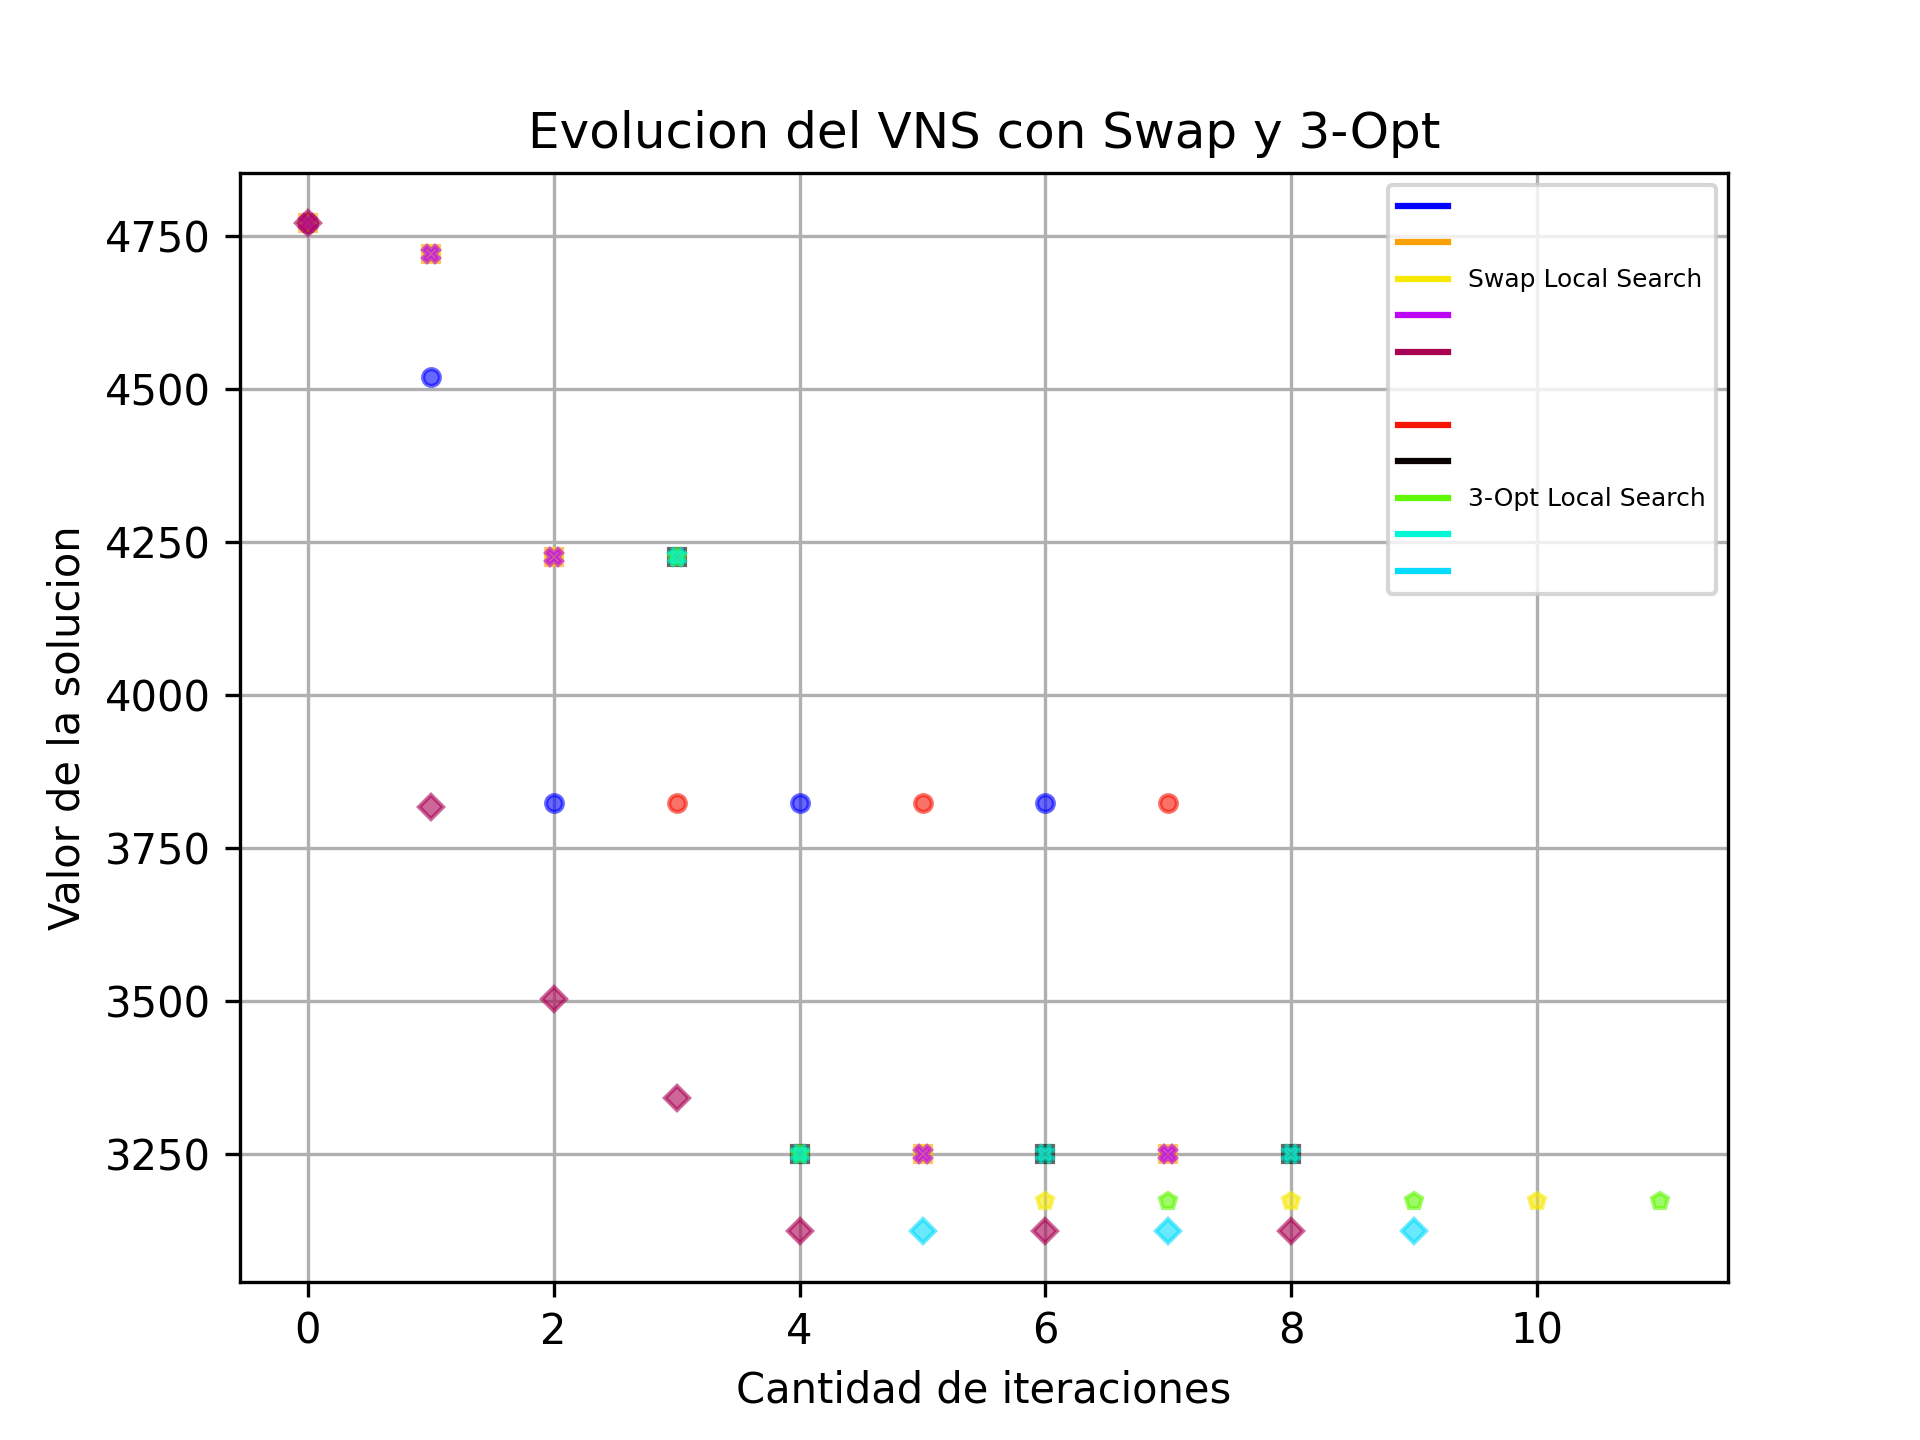 Evolucion del VNS con Swap y 3-Opt
Valor de la solucion
4750
4500
4250
4000
3750
3500
3250
Swap Local Search
3-Opt Local Search
0 2 4 6 8 10
Cantidad de iteraciones